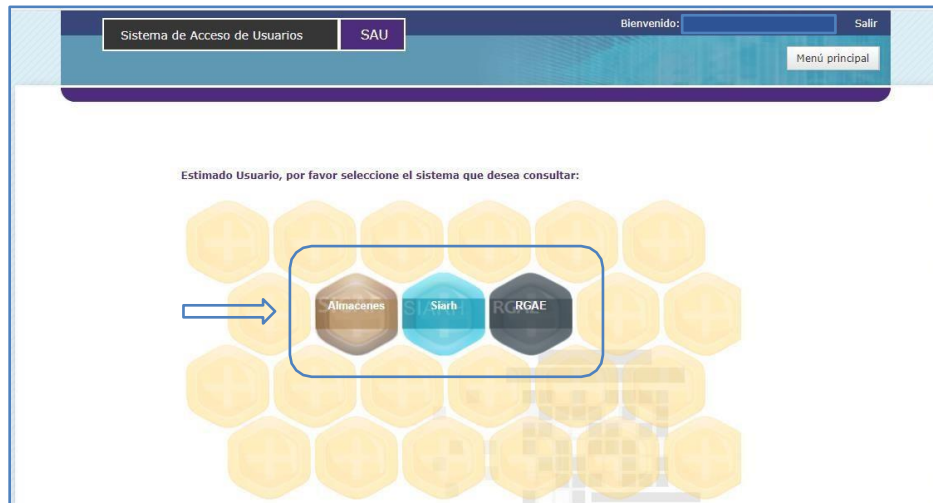 Bienvenido:
Salir
Sistema de Acceso de Usuarios
SAU
Menú principal
Estimado Usuario, por favor seleccione el sistema que desea consultar:
Almacenes
Siarh
RGAE